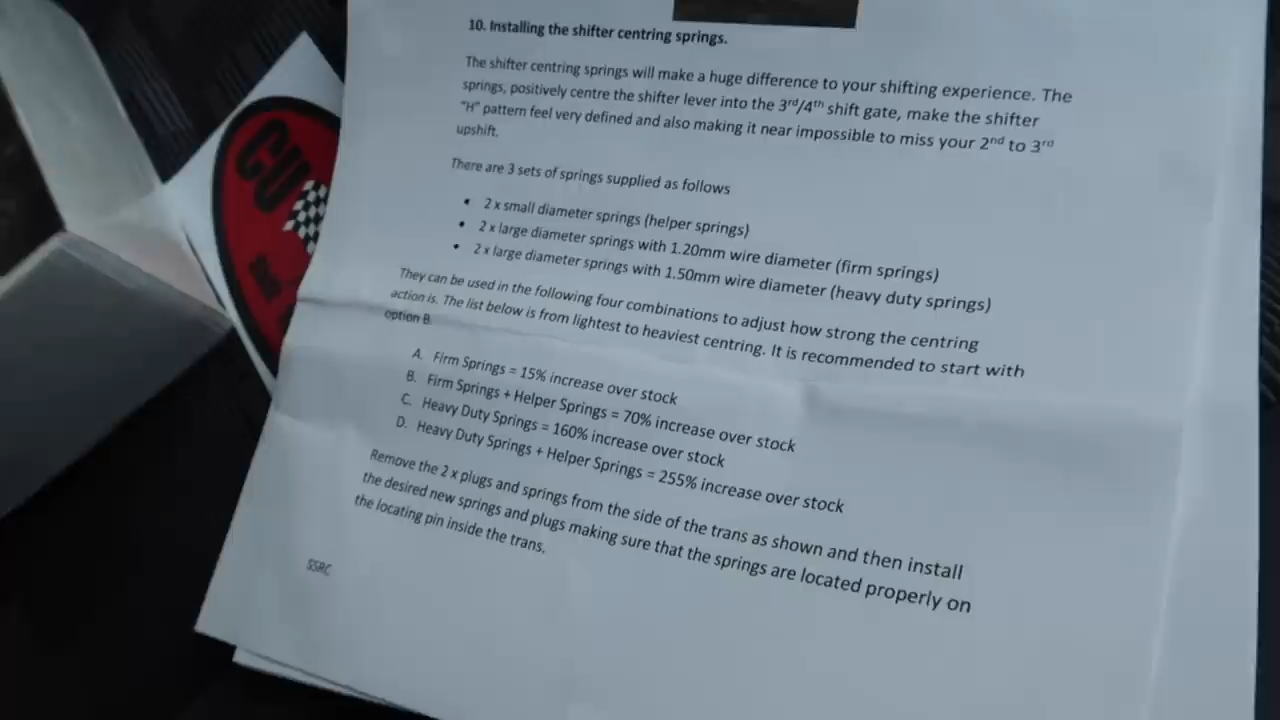 10. Installing the shifter centring springs.
The shifter centring springs will make a huge difference to your shifting experience. The
springs, positively centre the shifter lever into the 3rd/4th shift gate, make the shifter
"H" pattern feel very defined and also making it near impossible to miss your 2nd to 3rd
upshift.
There are 3 sets of springs supplied as follows
• 2 x small diameter springs (helper springs)
• 2 x large diameter springs with 1.20mm wire diameter (firm springs)
• 2 x large diameter springs with 1.50mm wire diameter (heavy duty springs)
They can be used in the following four combinations to adjust how strong the centring
action is. The list below is from lightest to heaviest centring. It is recommended to start with
option B.
A. Firm Springs = 15% increase over stock
B. Firm Springs + Helper Springs = 70% increase over stock
C. Heavy Duty Springs = 160% increase over stock
D. Heavy Duty Springs + Helper Springs = 255% increase over stock
Remove the 2 x plugs and springs from the side of the trans as shown and then install
the desired new springs and plugs making sure that the springs are located properly on
the locating pin inside the trans.
SSRC
CU